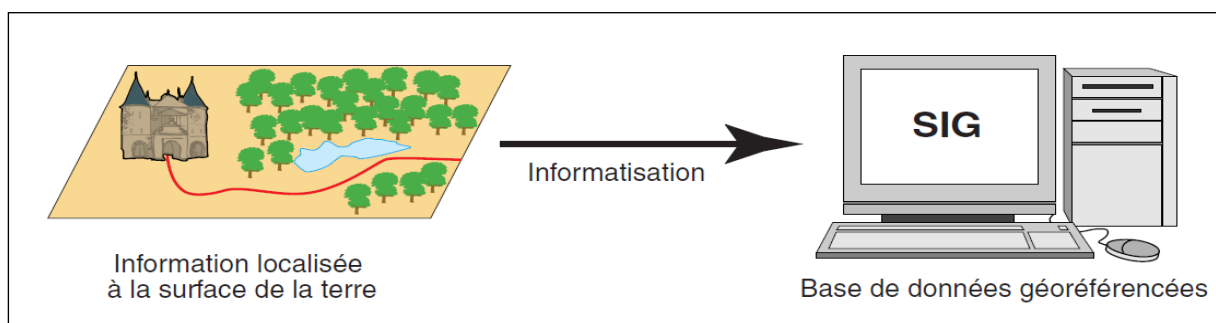 SIG
Informatisation
Information localisée
à la surface de la terre
Base de données géoréférencées